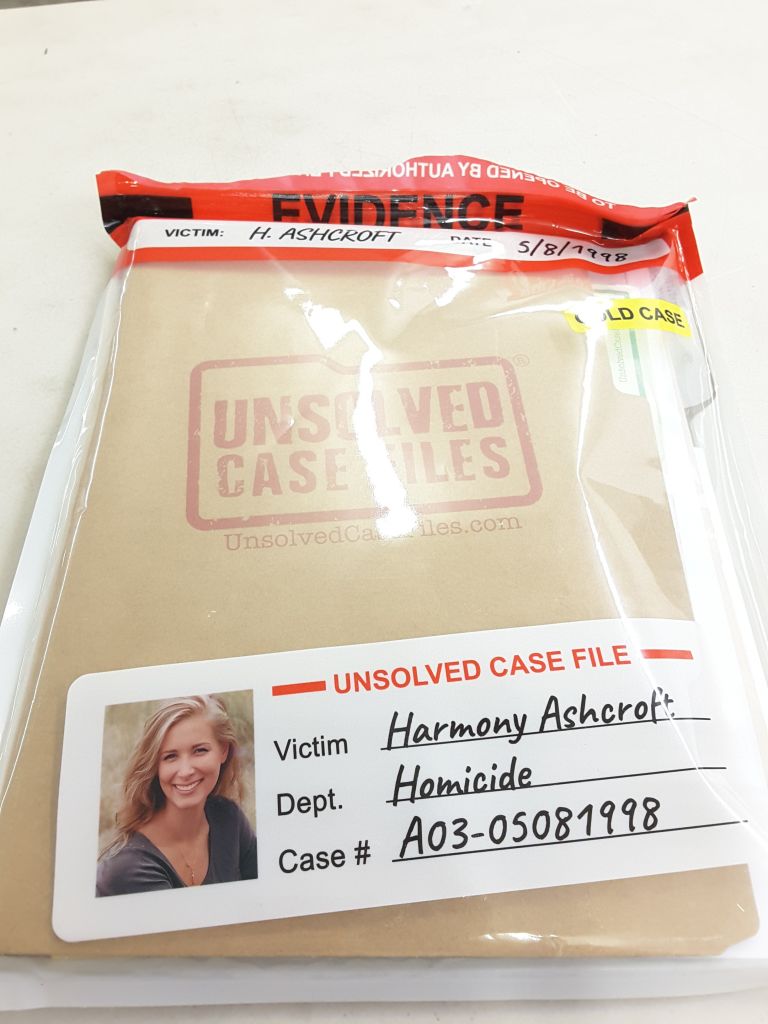 TO BE OPENED BY AUTHORIZED
EVIDENCE
VICTIM: H. ASHCROFT DATE 5/8/1998
COLD CASE
UNSOLVED
CASE FILES
®
UnsolvedCaseFiles.com
UNSOLVED CASE FILE
Victim Harmony Ashcroft
Dept. Homicide
Case # A03-05081998